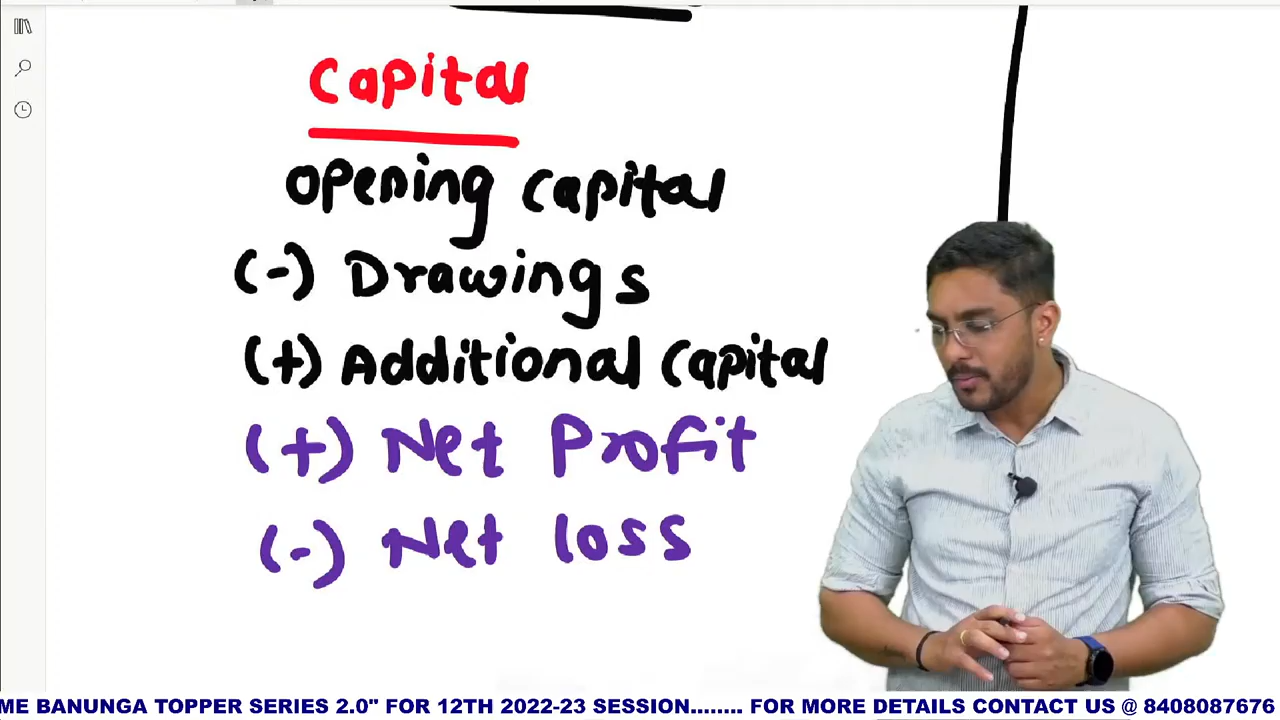 Capital
Opening Capital
(-) Drawings
(+) Additional Capital
(+) Net Profit
(-) Net loss
ME BANUNGA TOPPER SERIES 2.0" FOR 12TH 2022-23 SESSION........ FOR MORE DETAILS CONTACT US @ 8408087676